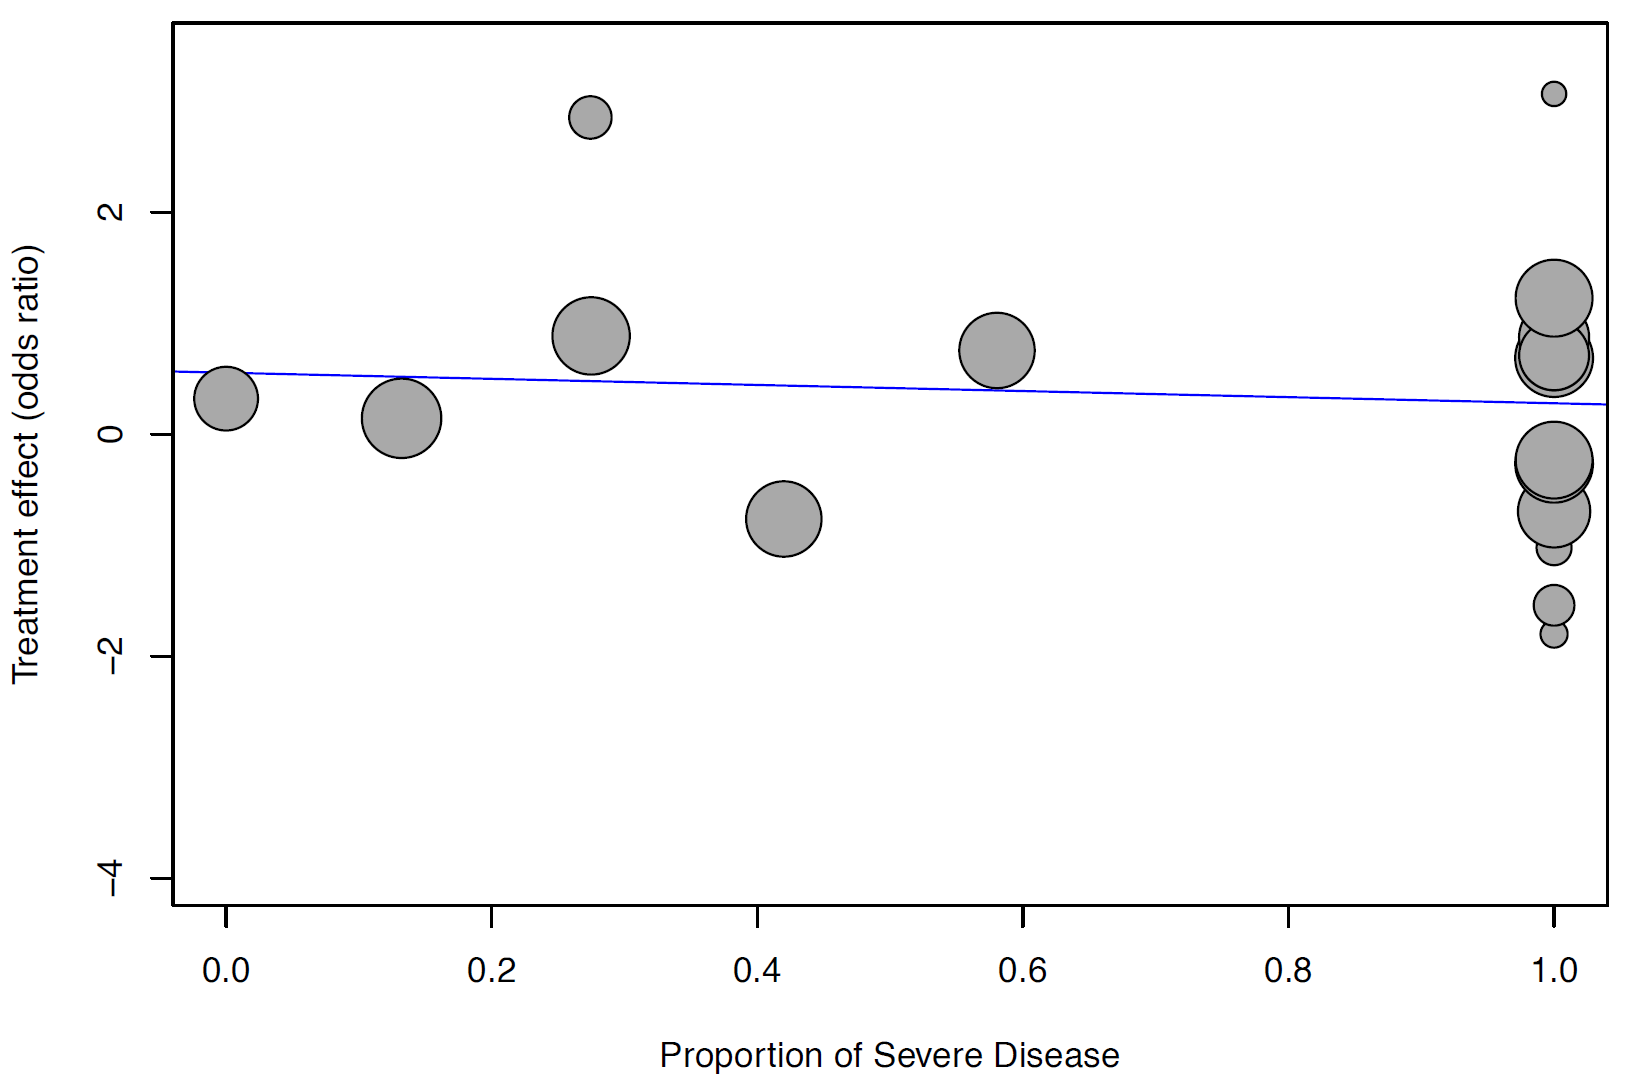 Treatment effect (odds ratio)
2
0
−2
−4
0.0 0.2 0.4 0.6 0.8 1.0
Proportion of Severe Disease